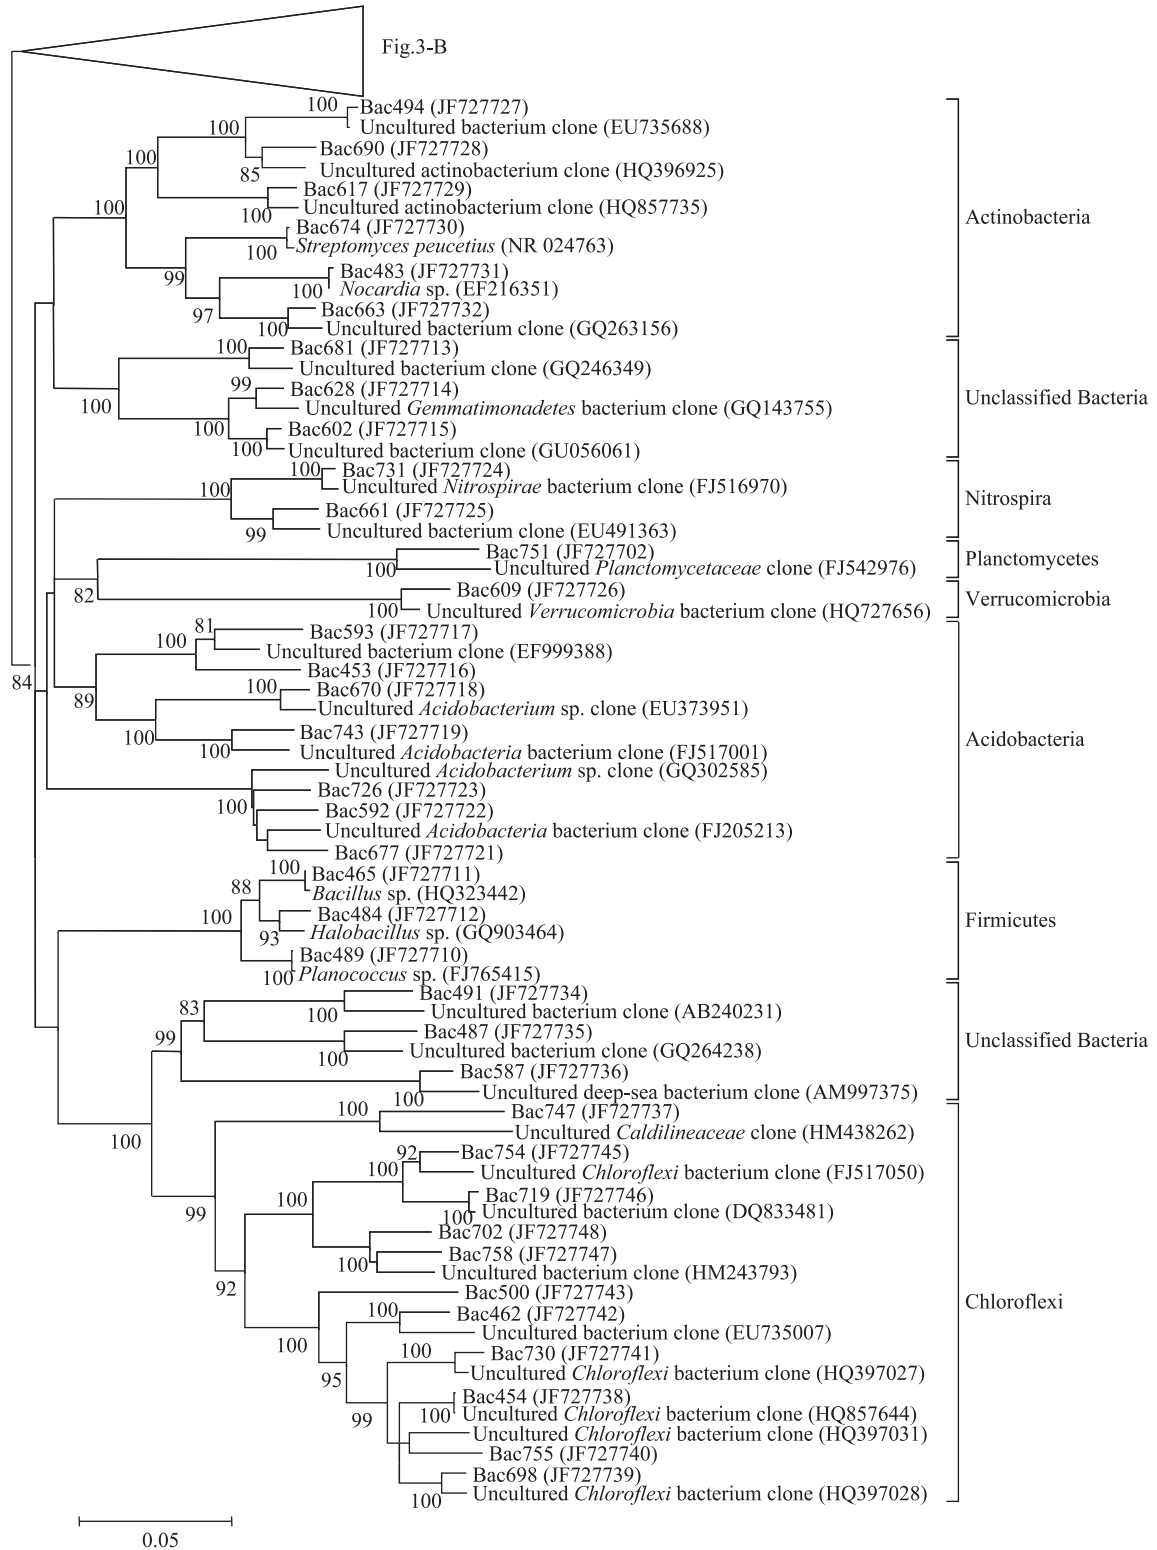 Fig.3-B
100
Bac494 (JF727727)
Uncultured bacterium clone (EU735688)
100
Bac690 (JF727728)
85
Uncultured actinobacterium clone (HQ396925)
100
Bac617 (JF727729)
100
Uncultured actinobacterium clone (HQ857735)
100
Bac674 (JF727730)
100
Streptomyces peucetius (NR 024763)
99
Bac483 (JF727731)
100
Nocardia sp. (EF216351)
97
Bac663 (JF727732)
100
Uncultured bacterium clone (GQ263156)
Actinobacteria
100
Bac681 (JF727713)
Uncultured bacterium clone (GQ246349)
99
Bac628 (JF727714)
Uncultured Gemmatimonadetes bacterium clone (GQ143755)
100
100
Bac602 (JF727715)
100
Uncultured bacterium clone (GU056061)
Unclassified Bacteria
100
Bac731 (JF727724)
Uncultured Nitrospirae bacterium clone (FJ516970)
100
Bac661 (JF727725)
99
Uncultured bacterium clone (EU491363)
Nitrospira
Bac751 (JF727702)
100
Uncultured Planctomycetaceae clone (FJ542976)
Planctomycetes
82
Bac609 (JF727726)
100
Uncultured Verrucomicrobia bacterium clone (HQ727656)
Verrucomicrobia
81
Bac593 (JF727717)
100
Uncultured bacterium clone (EF999388)
Bac453 (JF727716)
84
89
100
Bac670 (JF727718)
Uncultured Acidobacterium sp. clone (EU373951)
100
Bac743 (JF727719)
100
Uncultured Acidobacteria bacterium clone (FJ517001)
Uncultured Acidobacterium sp. clone (GQ302585)
Bac726 (JF727723)
100
Bac592 (JF727722)
Uncultured Acidobacteria bacterium clone (FJ205213)
Bac677 (JF727721)
Acidobacteria
100
Bac465 (JF727711)
88
Bacillus sp. (HQ323442)
100
Bac484 (JF727712)
93
Halobacillus sp. (GQ903464)
Bac489 (JF727710)
100
Planococcus sp. (FJ765415)
Firmicutes
Bac491 (JF727734)
83
100
Uncultured bacterium clone (AB240231)
99
Bac487 (JF727735)
100
Uncultured bacterium clone (GQ264238)
Bac587 (JF727736)
100
Uncultured deep-sea bacterium clone (AM997375)
Unclassified Bacteria
100
100
Bac747 (JF727737)
Uncultured Caldilineaceae clone (HM438262)
92
Bac754 (JF727745)
100
Uncultured Chloroflexi bacterium clone (FJ517050)
100
Bac719 (JF727746)
100
Uncultured bacterium clone (DQ833481)
99
Bac702 (JF727748)
Bac758 (JF727747)
100
Uncultured bacterium clone (HM243793)
92
Bac500 (JF727743)
100
Bac462 (JF727742)
Uncultured bacterium clone (EU735007)
100
100
Bac730 (JF727741)
95
Uncultured Chloroflexi bacterium clone (HQ397027)
Bac454 (JF727738)
99
100
Uncultured Chloroflexi bacterium clone (HQ857644)
Uncultured Chloroflexi bacterium clone (HQ397031)
Bac755 (JF727740)
Bac698 (JF727739)
100
Uncultured Chloroflexi bacterium clone (HQ397028)
Chloroflexi
0.05